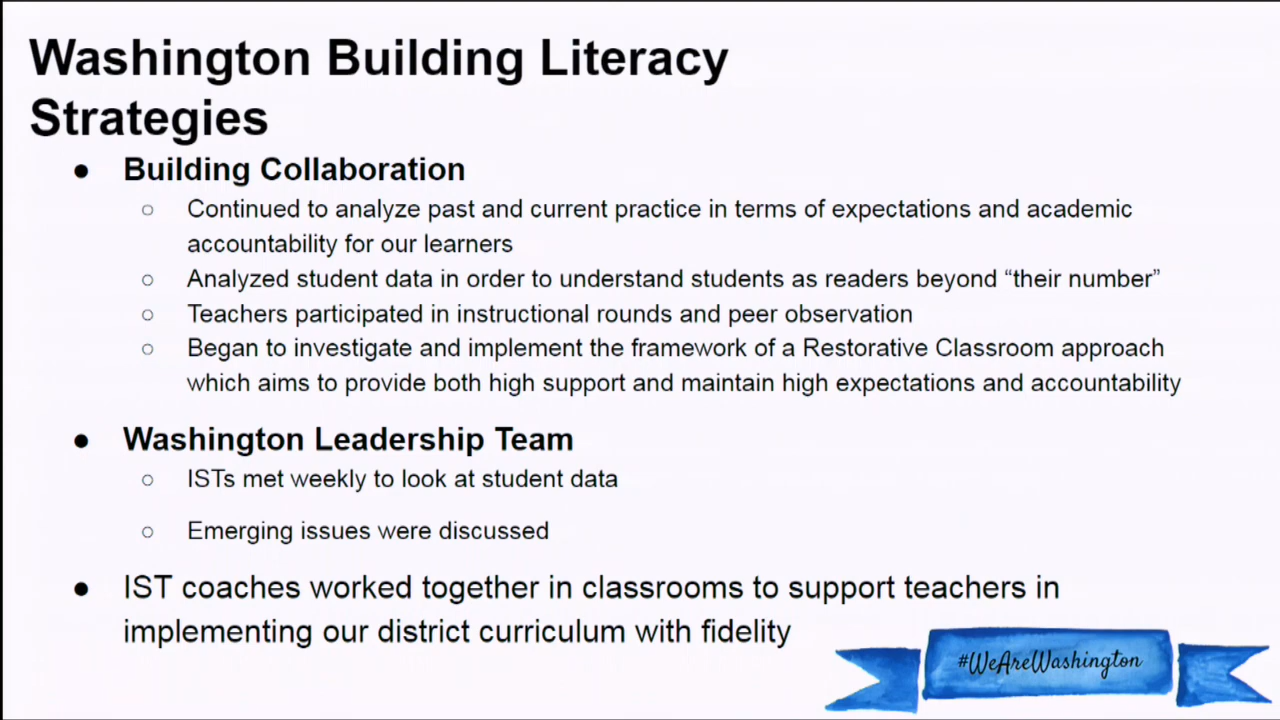 Washington Building Literacy
Strategies
● Building Collaboration
○ Continued to analyze past and current practice in terms of expectations and academic
accountability for our learners
○ Analyzed student data in order to understand students as readers beyond “their number”
○ Teachers participated in instructional rounds and peer observation
○ Began to investigate and implement the framework of a Restorative Classroom approach
which aims to provide both high support and maintain high expectations and accountability
● Washington Leadership Team
○ ISTs met weekly to look at student data
○ Emerging issues were discussed
● IST coaches worked together in classrooms to support teachers in
implementing our district curriculum with fidelity
#WeAreWashington